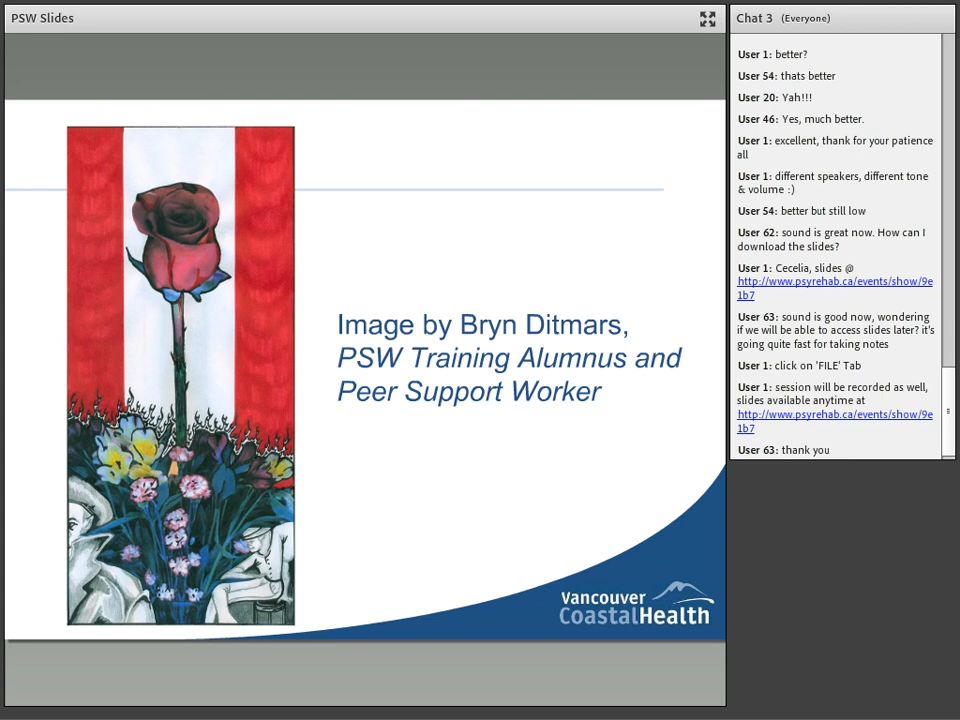 PSW Slides
Image by Bryn Ditmars,
PSW Training Alumnus and
Peer Support Worker
Vancouver
CoastalHealth
Chat 3 (Everyone)
User 1: better?
User 54: thats better
User 20: Yah!!!
User 46: Yes, much better.
User 1: excellent, thank for your patience
all
User 1: different speakers, different tone
& volume :)
User 54: better but still low
User 62: sound is great now. How can I
download the slides?
User 1: Cecelia, slides @
http://www.psyrehab.ca/events/show/9e
1b7
User 63: sound is good now, wondering
if we will be able to access slides later? it's
going quite fast for taking notes
User 1: click on 'FILE' Tab
User 1: session will be recorded as well,
slides available anytime at
http://www.psyrehab.ca/events/show/9e
1b7
User 63: thank you